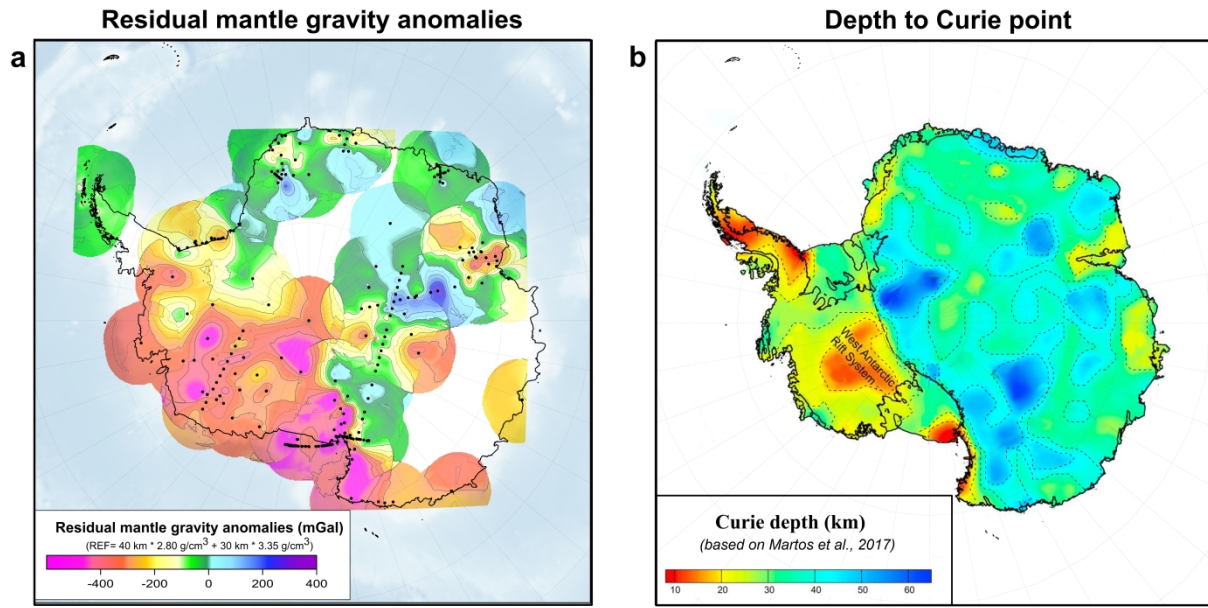 Residual mantle gravity anomalies
a
Residual mantle gravity anomalies (mGal)
(REF= 40 km * 2.80 g/cm³ + 30 km * 3.35 g/cm³)
-400 -200 0 200 400
Depth to Curie point
b
West Antarctic
Rift System
Curie depth (km)
(based on Martos et al., 2017)
10 20 30 40 50 60